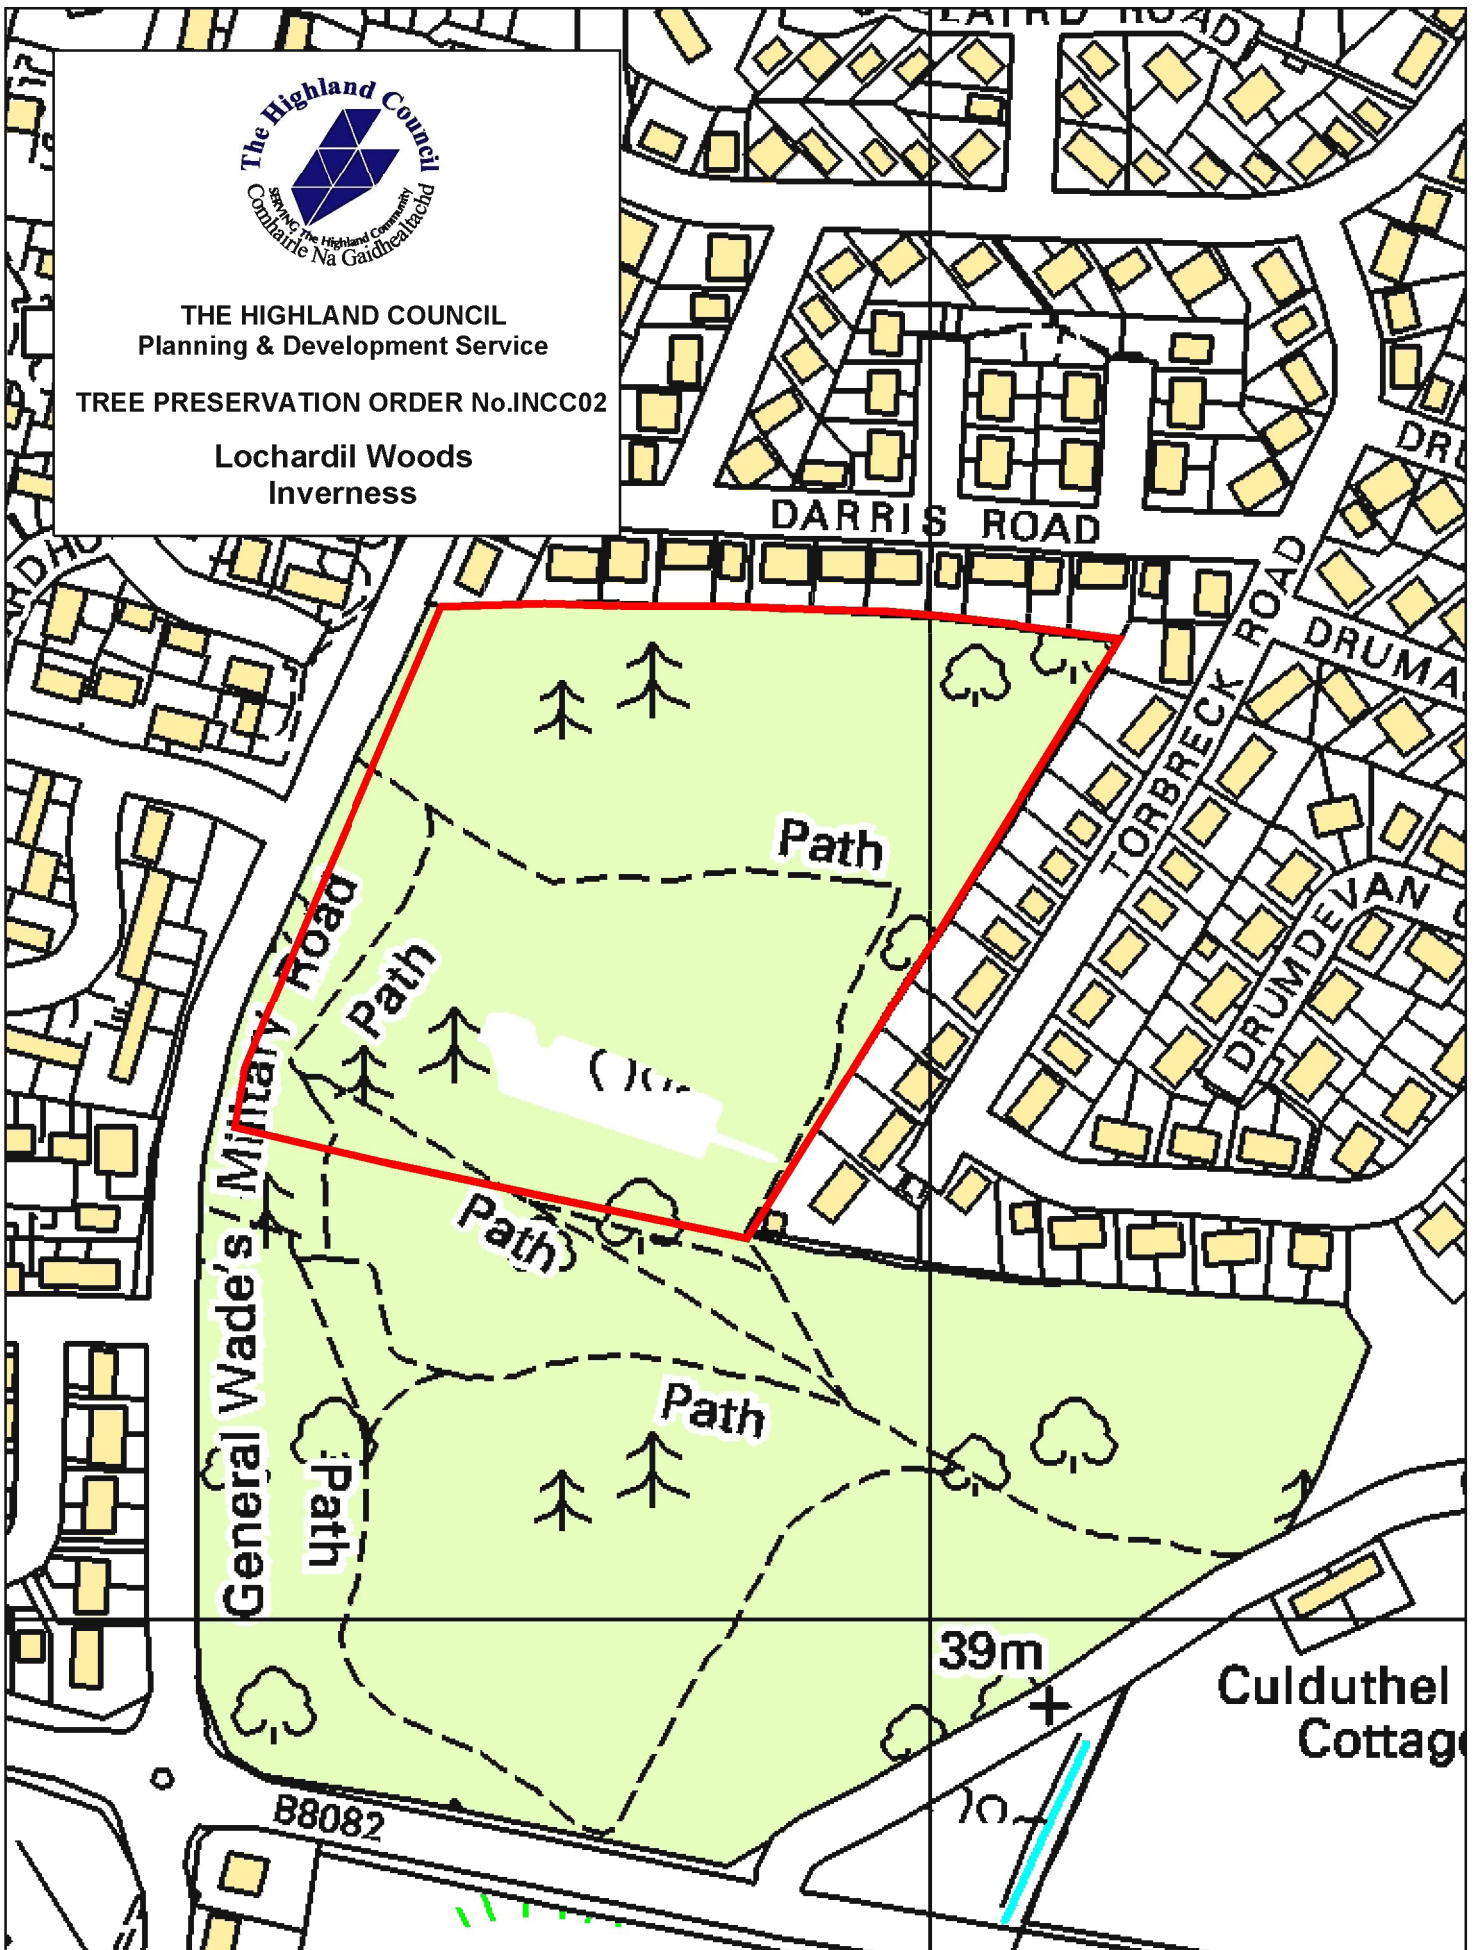 The Highland Council
SERVING The Highland Community
Comhairle Na Gaidhealtachd
THE HIGHLAND COUNCIL
Planning & Development Service
TREE PRESERVATION ORDER No.INCC02
Lochardil Woods
Inverness
ROAD
DARRIS ROAD
TORBRECK ROAD
DRUMDEVAN
Path
Path
General Wade's / Military Road
Path
Path
Path
39m
Culduthel
B8082